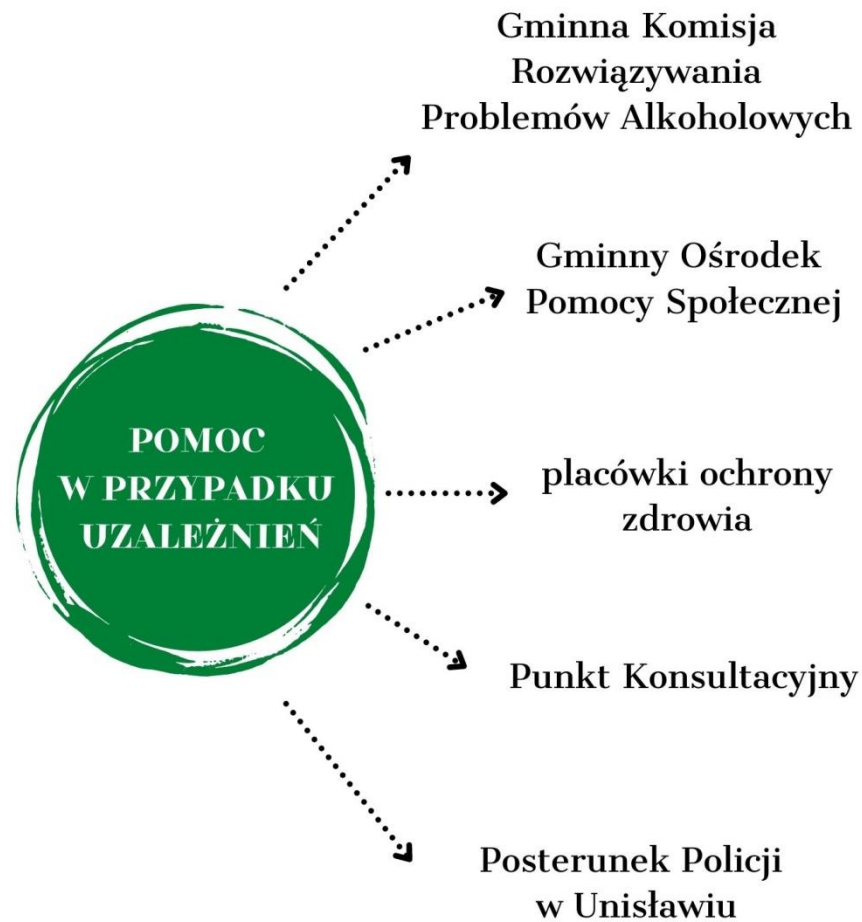 Gminna Komisja
Rozwiązywania
Problemów Alkoholowych
Gminny Ośrodek
Pomocy Społecznej
POMOC
W PRZYPADKU
UZALEŻNIEŃ
placówki ochrony
zdrowia
Punkt Konsultacyjny
Posterunek Policji
w Unisławiu